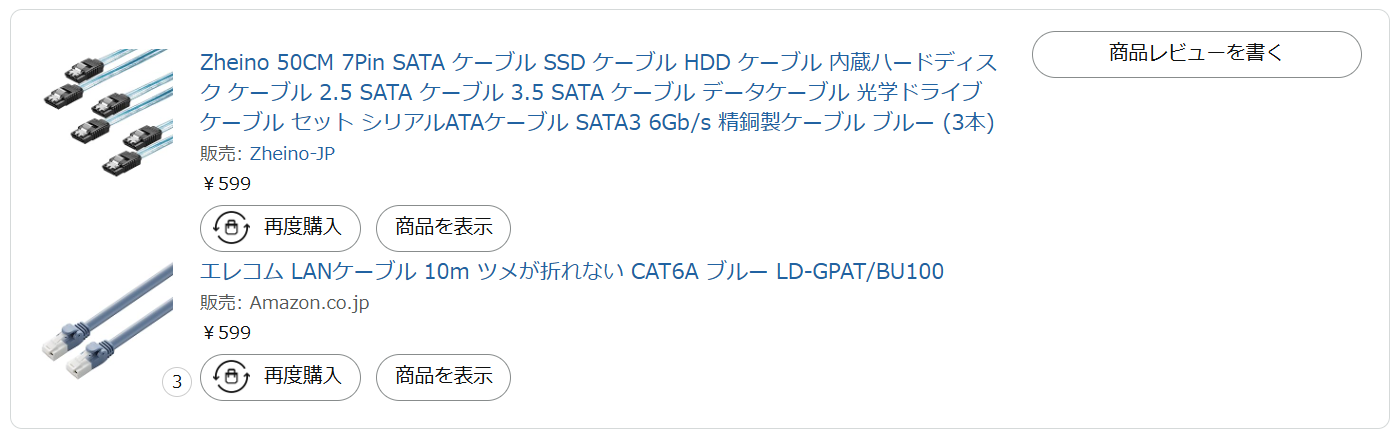 Zheino 50CM 7Pin SATA ケーブル SSD ケーブル HDD ケーブル 内蔵ハードディス
ク ケーブル 2.5 SATA ケーブル 3.5 SATA ケーブル データケーブル 光学ドライブ
ケーブル セット シリアルATAケーブル SATA3 6Gb/s 精銅製ケーブル ブルー (3本)
販売: Zheino-JP
￥599
再度購入 商品を表示
商品レビューを書く
エレコム LANケーブル 10m ツメが折れない CAT6A ブルー LD-GPAT/BU100
販売: Amazon.co.jp
￥599
3 再度購入 商品を表示